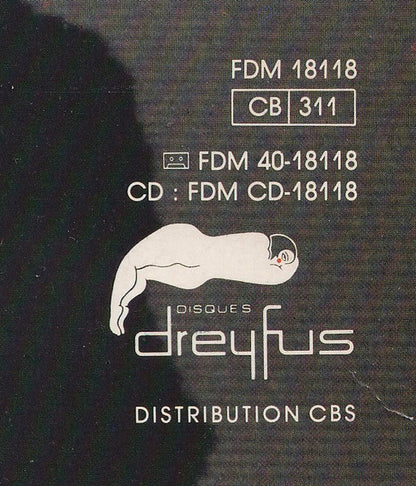 FDM 18118
CB 311
FDM 40-18118
CD : FDM CD-18118
DISQUES
dreyfus
DISTRIBUTION CBS